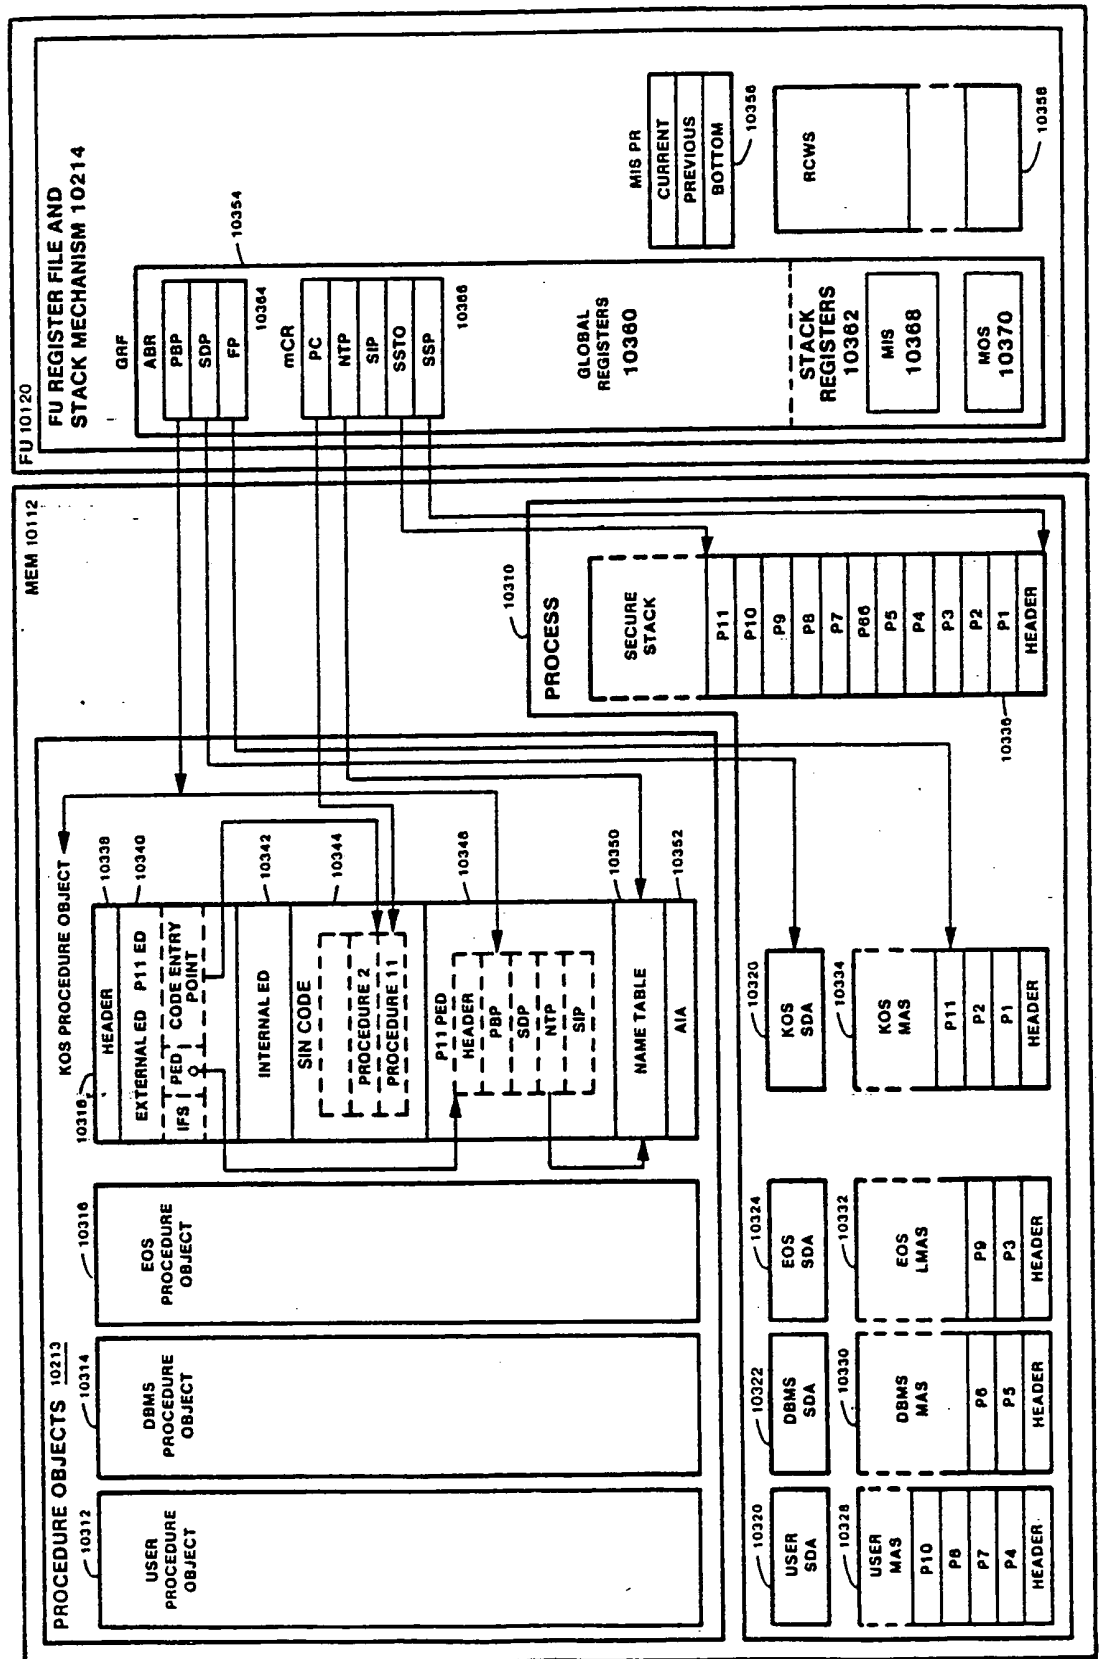 FU 10120
FU REGISTER FILE AND
STACK MECHANISM 10214
GRF
10354
ABR
PBP
SDP
FP
10364
mCR
PC
NTP
SIP
SSTO
SSP
10366
GLOBAL
REGISTERS
10360
STACK
REGISTERS
10362
MIS
10368
MOS
10370
MIS PR
CURRENT
PREVIOUS
BOTTOM
10356
RCWS
10358
MEM 10112
PROCEDURE OBJECTS 10213
10312
USER
PROCEDURE
OBJECT
10314
DBMS
PROCEDURE
OBJECT
10316
EOS
PROCEDURE
OBJECT
KOS PROCEDURE OBJECT
10318
HEADER
10338
EXTERNAL ED P11 ED
10340
IFS PED CODE ENTRY
POINT
INTERNAL ED
10342
SIN CODE
10344
PROCEDURE 2
PROCEDURE 11
P11 PED
10348
HEADER
PBP
SDP
NTP
SIP
NAME TABLE
10350
AIA
10352
PROCESS
10310
SECURE
STACK
P11
P10
P9
P8
P7
P66
P5
P4
P3
P2
P1
HEADER
10336
10320
USER
SDA
10322
DBMS
SDA
10324
EOS
SDA
10320
KOS
SDA
10328
USER
MAS
P10
P8
P7
P4
HEADER
10330
DBMS
MAS
P6
P5
HEADER
10332
EOS
LMAS
P9
P3
HEADER
10334
KOS
MAS
P11
P2
P1
HEADER